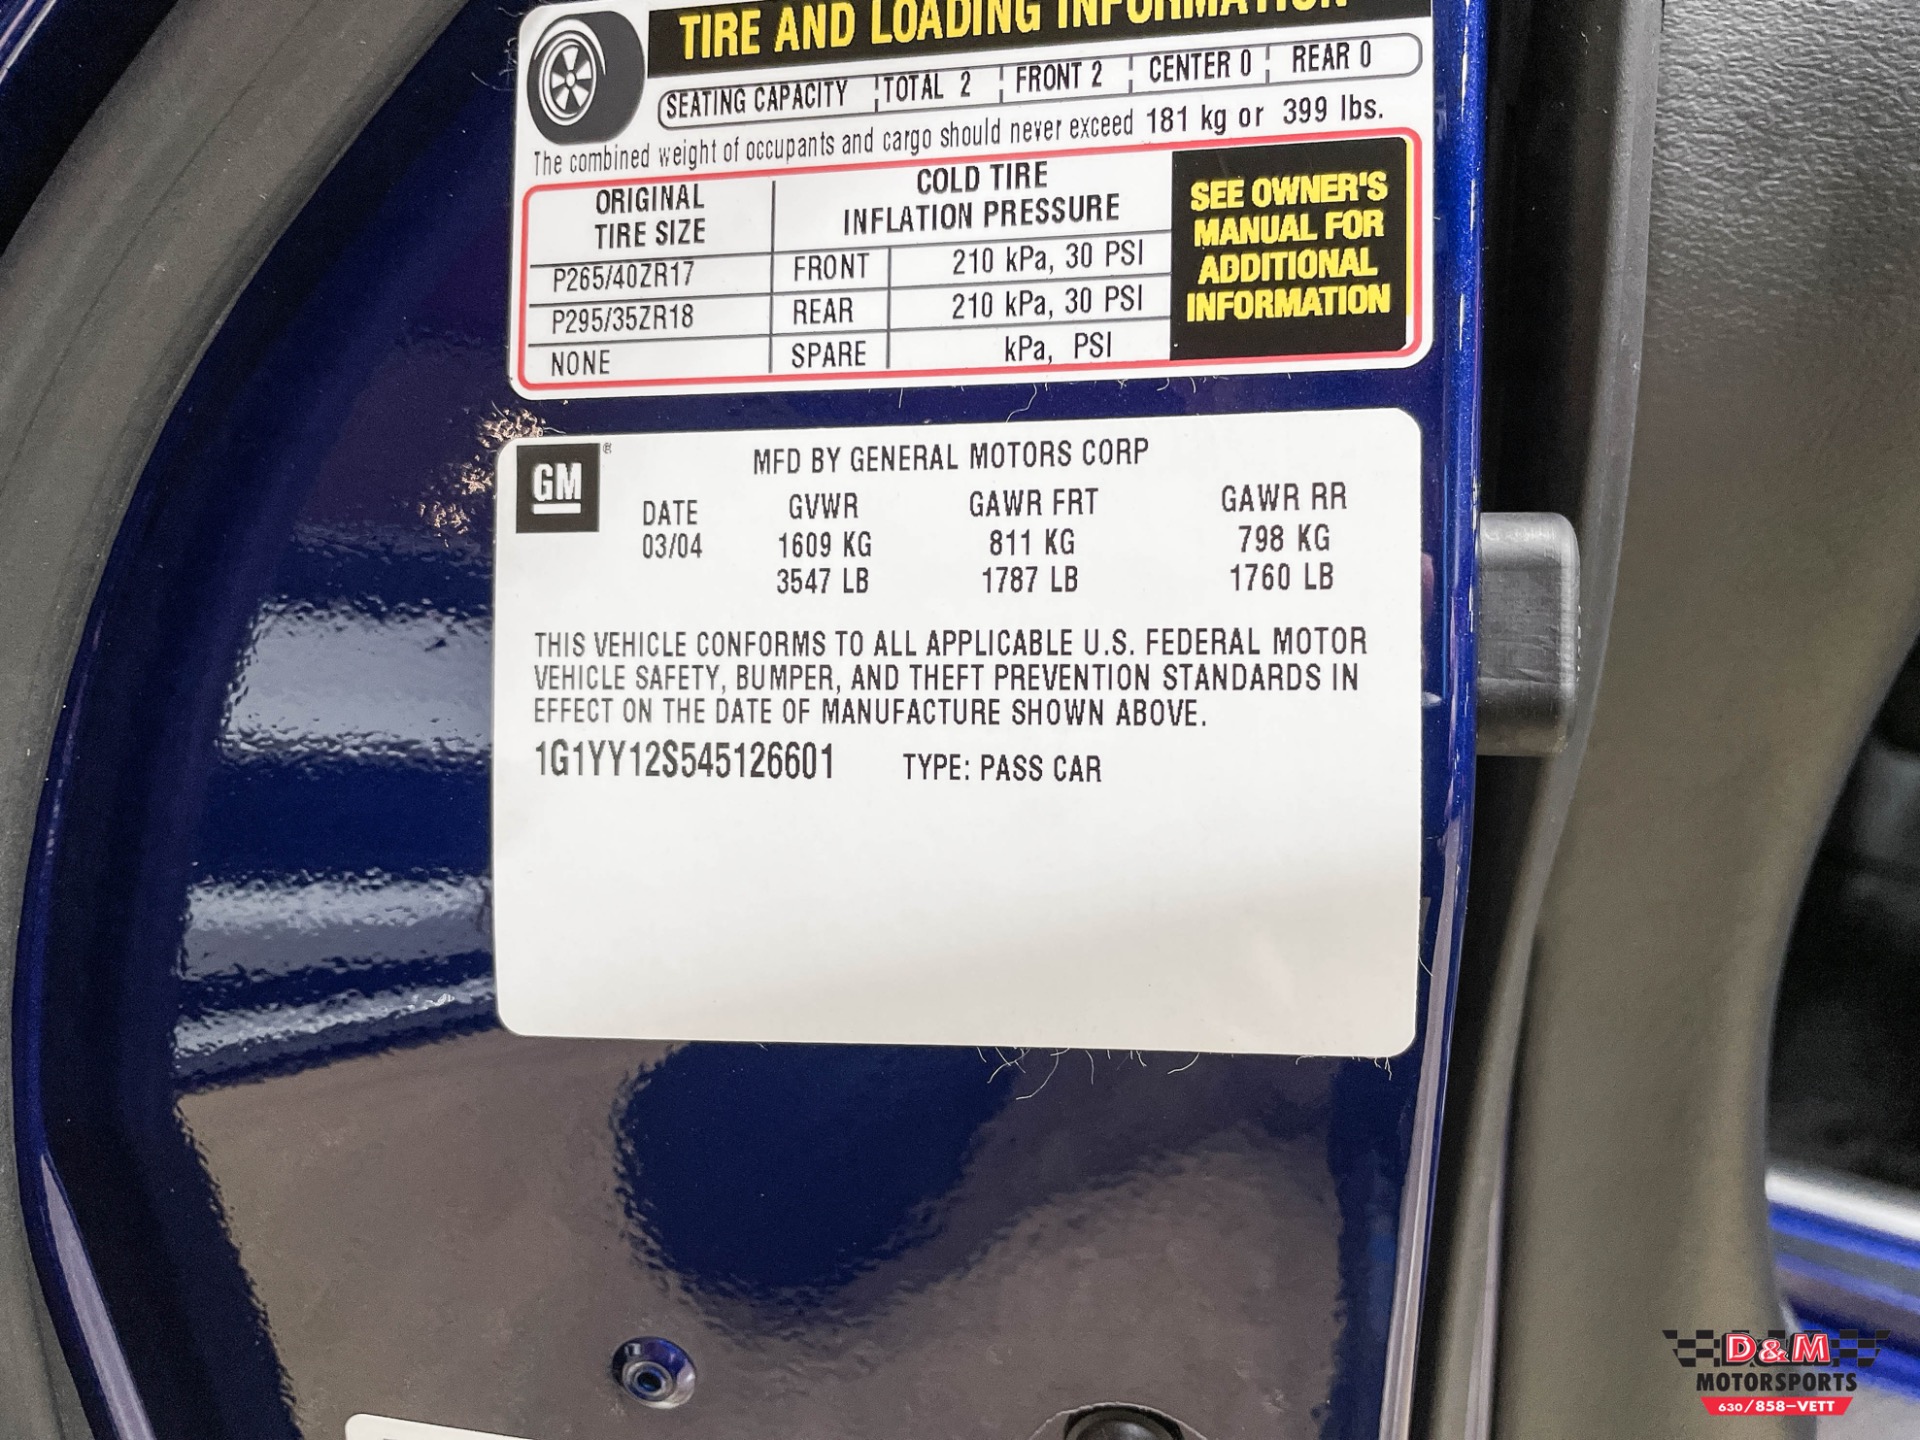 TIRE AND LOADING INFORMATION
SEATING CAPACITY TOTAL 2 FRONT 2 CENTER 0 REAR 0
The combined weight of occupants and cargo should never exceed 181 kg or 399 lbs.
ORIGINAL
TIRE SIZE
COLD TIRE
INFLATION PRESSURE
P265/40ZR17 FRONT 210 kPa, 30 PSI
P295/35ZR18 REAR 210 kPa, 30 PSI
NONE SPARE kPa, PSI
SEE OWNER'S
MANUAL FOR
ADDITIONAL
INFORMATION
GM ®
MFD BY GENERAL MOTORS CORP
DATE GVWR GAWR FRT GAWR RR
03/04 1609 KG 811 KG 798 KG
3547 LB 1787 LB 1760 LB
THIS VEHICLE CONFORMS TO ALL APPLICABLE U.S. FEDERAL MOTOR
VEHICLE SAFETY, BUMPER, AND THEFT PREVENTION STANDARDS IN
EFFECT ON THE DATE OF MANUFACTURE SHOWN ABOVE.
1G1YY12S545126601 TYPE: PASS CAR
D&M
MOTORSPORTS
630/858-VETT